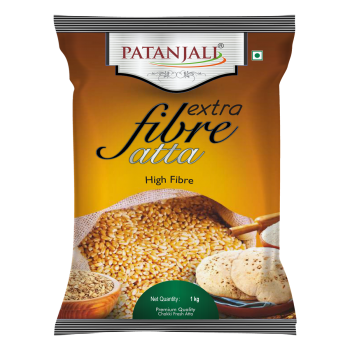 PATANJALI®
extra
fibre
atta
High Fibre
Net Quantity: 1 kg
Premium Quality
Chakki Fresh Atta